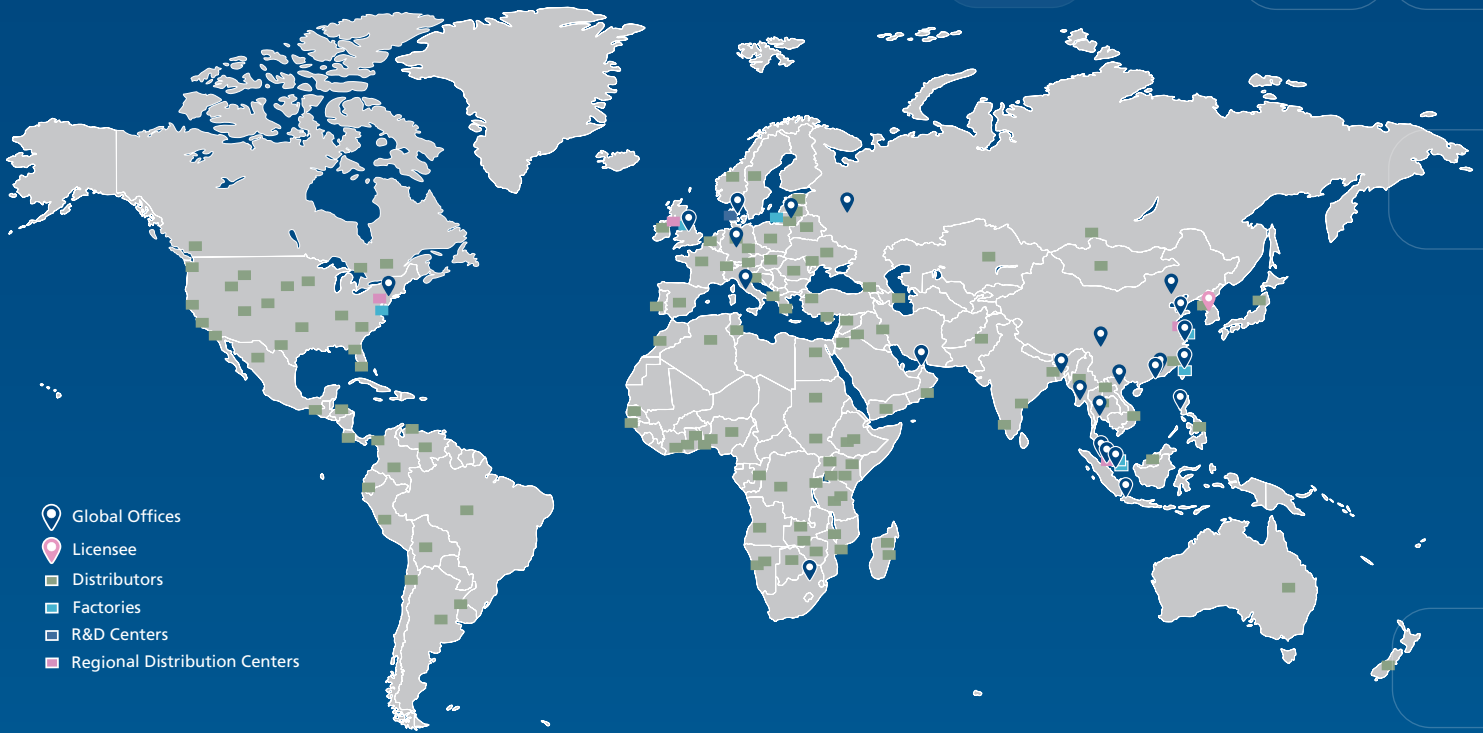 Global Offices
Licensee
Distributors
Factories
R&D Centers
Regional Distribution Centers